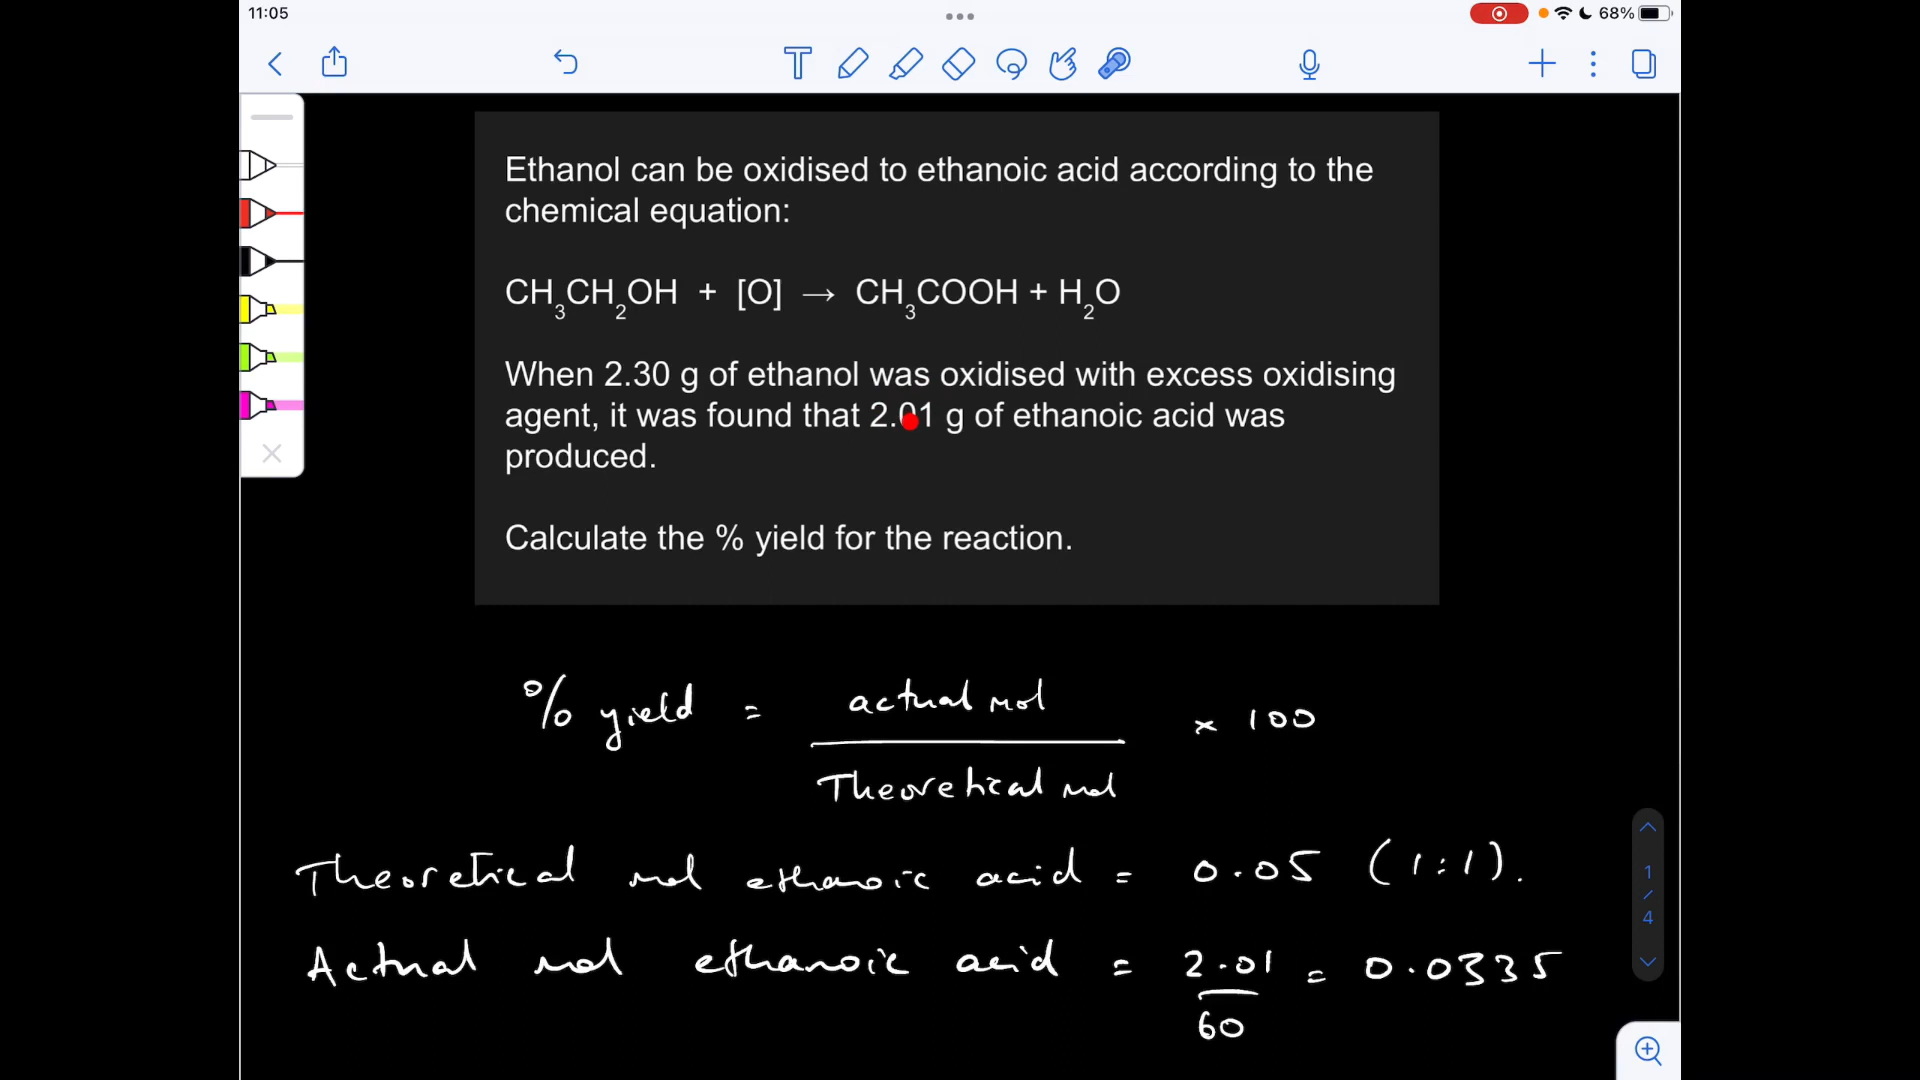 11:05
68%
T
Ethanol can be oxidised to ethanoic acid according to the
chemical equation:
CH₃CH₂OH + [O] → CH₃COOH + H₂O
When 2.30 g of ethanol was oxidised with excess oxidising
agent, it was found that 2.01 g of ethanoic acid was
produced.
Calculate the % yield for the reaction.
% yield = actual mol / Theoretical mol × 100
Theoretical mol ethanoic acid = 0.05 (1:1).
Actual mol ethanoic acid = 2.01 / 60 = 0.0335
1 / 4